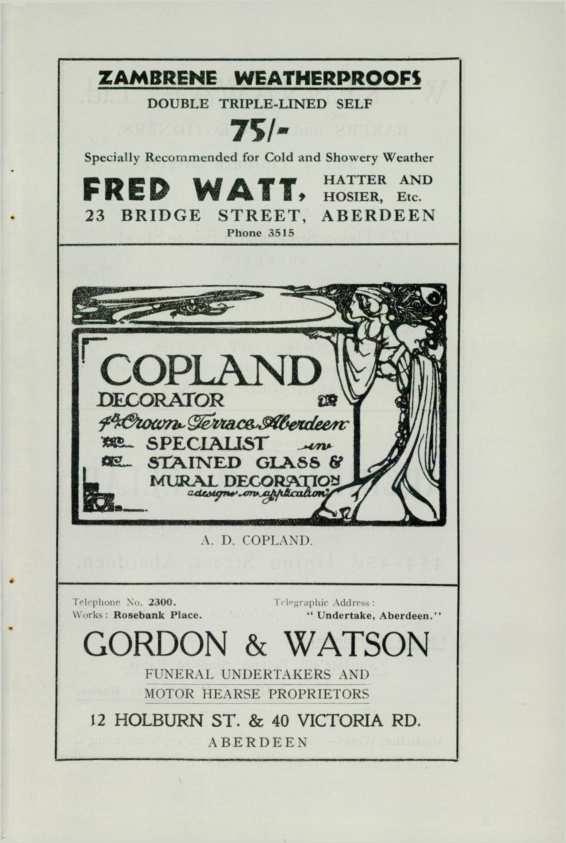 ZAMBRENE WEATHERPROOFS
DOUBLE TRIPLE-LINED SELF
75/-
Specially Recommended for Cold and Showery Weather
FRED WATT, HATTER AND HOSIER, Etc.
23 BRIDGE STREET, ABERDEEN
Phone 3515
COPLAND
DECORATOR
4B Crown Terrace Aberdeen
SPECIALIST in
STAINED GLASS &
MURAL DECORATION
designs on application
A. D. COPLAND.
Telephone No. 2300. Telegraphic Address:
Works: Rosebank Place. "Undertake, Aberdeen."
GORDON & WATSON
FUNERAL UNDERTAKERS AND
MOTOR HEARSE PROPRIETORS
12 HOLBURN ST. & 40 VICTORIA RD.
ABERDEEN